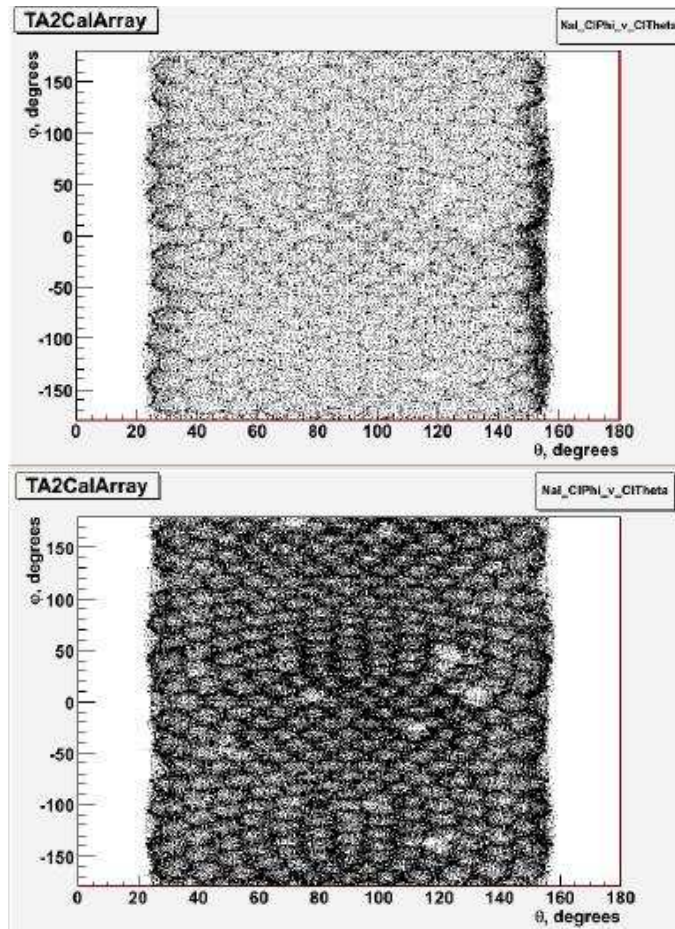 TA2CalArray
NaI_ClPhi_v_ClTheta
φ, degrees
150
100
50
0
-50
-100
-150
0 20 40 60 80 100 120 140 160 180
θ, degrees
TA2CalArray
NaI_ClPhi_v_ClTheta
φ, degrees
150
100
50
0
-50
-100
-150
0 20 40 60 80 100 120 140 160 180
θ, degrees